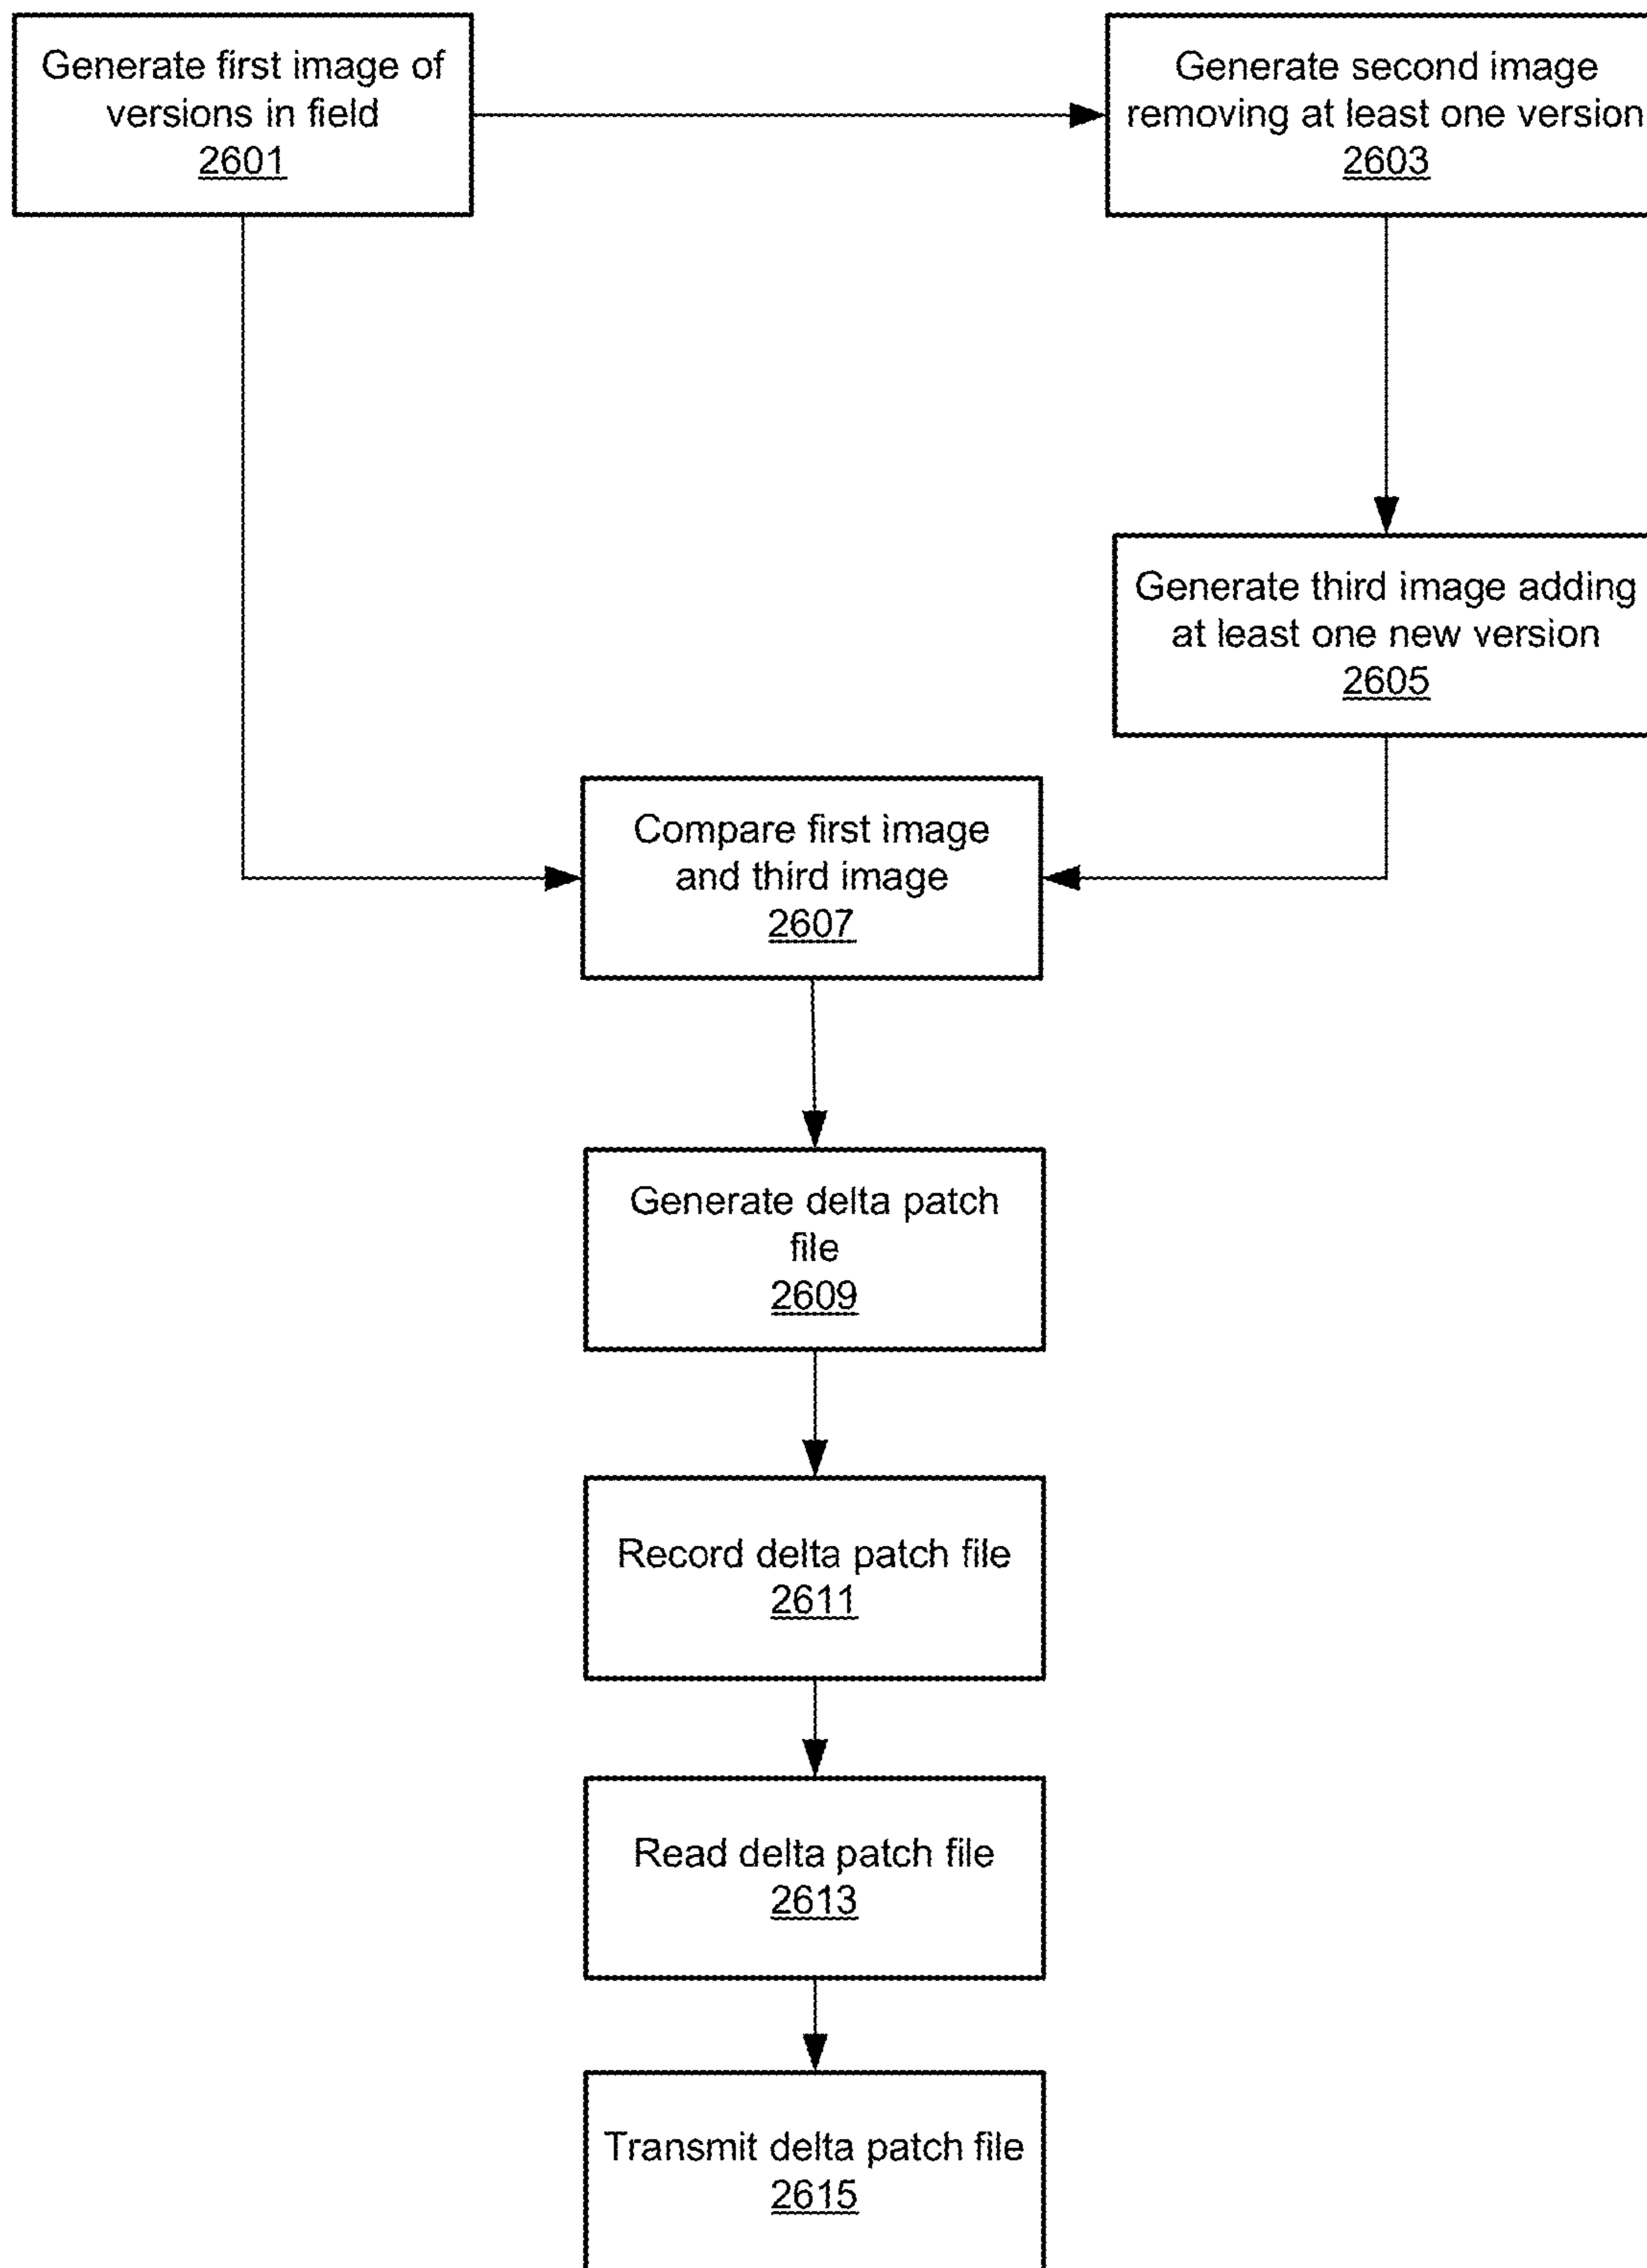 Generate first image of
versions in field
2601
Generate second image
removing at least one version
2603
Generate third image adding
at least one new version
2605
Compare first image
and third image
2607
Generate delta patch
file
2609
Record delta patch file
2611
Read delta patch file
2613
Transmit delta patch file
2615